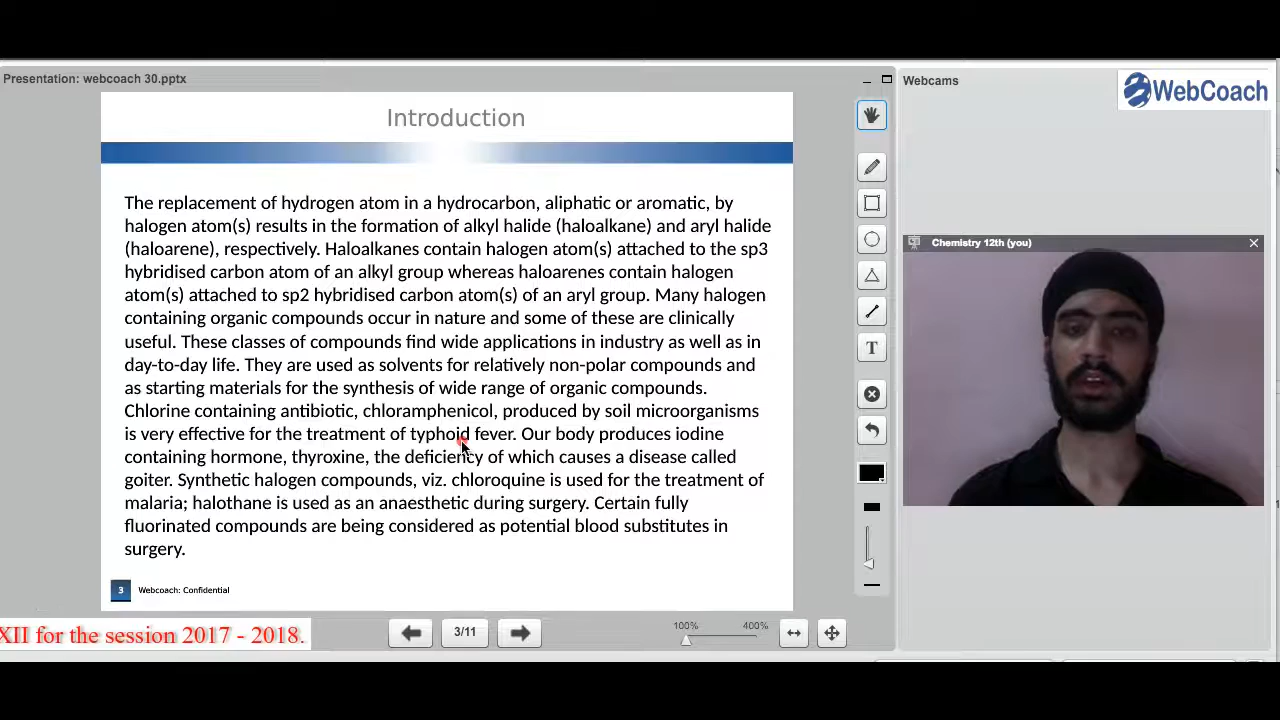 Presentation: webcoach 30.pptx
Webcams
WebCoach
Introduction
The replacement of hydrogen atom in a hydrocarbon, aliphatic or aromatic, by
halogen atom(s) results in the formation of alkyl halide (haloalkane) and aryl halide
(haloarene), respectively. Haloalkanes contain halogen atom(s) attached to the sp3
hybridised carbon atom of an alkyl group whereas haloarenes contain halogen
atom(s) attached to sp2 hybridised carbon atom(s) of an aryl group. Many halogen
containing organic compounds occur in nature and some of these are clinically
useful. These classes of compounds find wide applications in industry as well as in
day-to-day life. They are used as solvents for relatively non-polar compounds and
as starting materials for the synthesis of wide range of organic compounds.
Chlorine containing antibiotic, chloramphenicol, produced by soil microorganisms
is very effective for the treatment of typhoid fever. Our body produces iodine
containing hormone, thyroxine, the deficiency of which causes a disease called
goiter. Synthetic halogen compounds, viz. chloroquine is used for the treatment of
malaria; halothane is used as an anaesthetic during surgery. Certain fully
fluorinated compounds are being considered as potential blood substitutes in
surgery.
3 Webcoach: Confidential
Chemistry 12th (you)
T
XII for the session 2017 - 2018.
3/11
100% 400%